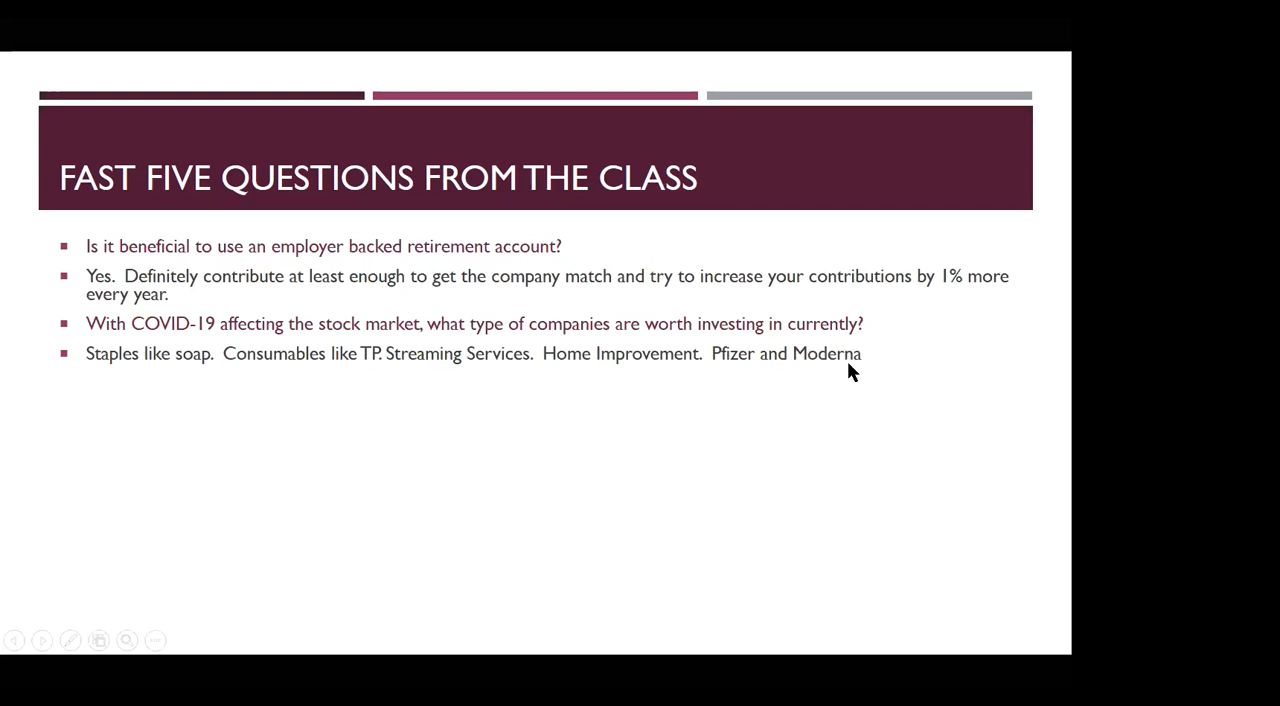 FAST FIVE QUESTIONS FROM THE CLASS
Is it beneficial to use an employer backed retirement account?
Yes.  Definitely contribute at least enough to get the company match and try to increase your contributions by 1% more
every year.
With COVID-19 affecting the stock market, what type of companies are worth investing in currently?
Staples like soap.  Consumables like TP. Streaming Services.  Home Improvement.  Pfizer and Moderna